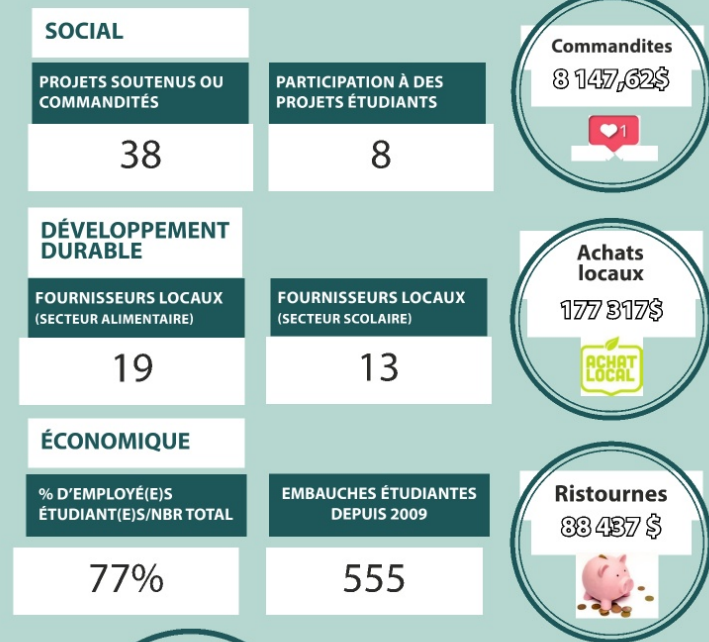 SOCIAL
PROJETS SOUTENUS OU
COMMANDITÉS
38
PARTICIPATION À DES
PROJETS ÉTUDIANTS
8
Commandites
8 147,62$
1
DÉVELOPPEMENT
DURABLE
FOURNISSEURS LOCAUX
(SECTEUR ALIMENTAIRE)
19
FOURNISSEURS LOCAUX
(SECTEUR SCOLAIRE)
13
Achats
locaux
177 317$
ACHAT
LOCAL
ÉCONOMIQUE
% D'EMPLOYÉ(E)S
ÉTUDIANT(E)S/NBR TOTAL
77%
EMBAUCHES ÉTUDIANTES
DEPUIS 2009
555
Ristournes
88 437 $